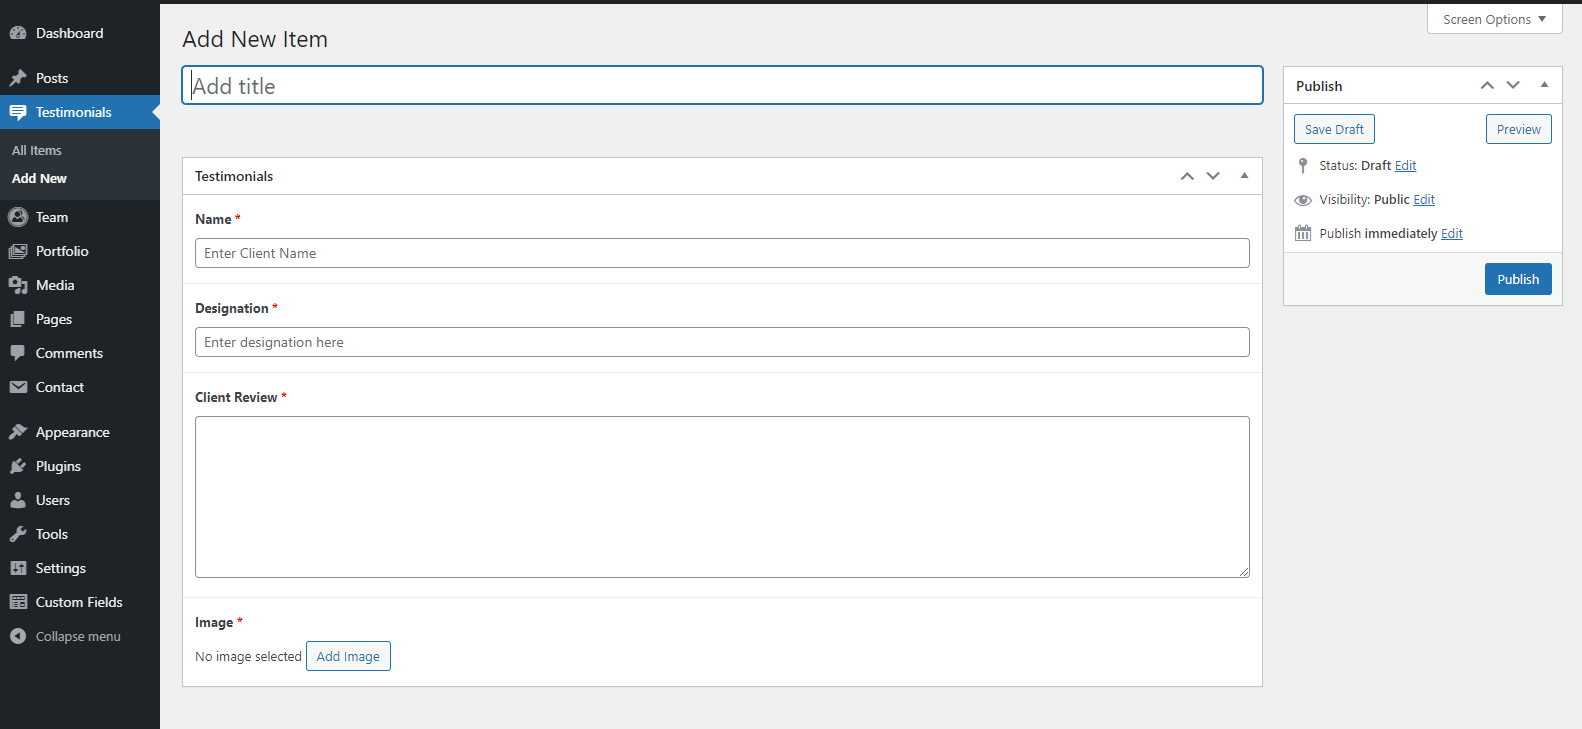 Dashboard
Posts
Testimonials
All Items
Add New
Team
Portfolio
Media
Pages
Comments
Contact
Appearance
Plugins
Users
Tools
Settings
Custom Fields
Collapse menu
Screen Options
Add New Item
Add title
Testimonials
Name *
Enter Client Name
Designation *
Enter designation here
Client Review *
Image *
No image selected Add Image
Publish
Save Draft Preview
Status: Draft Edit
Visibility: Public Edit
Publish immediately Edit
Publish